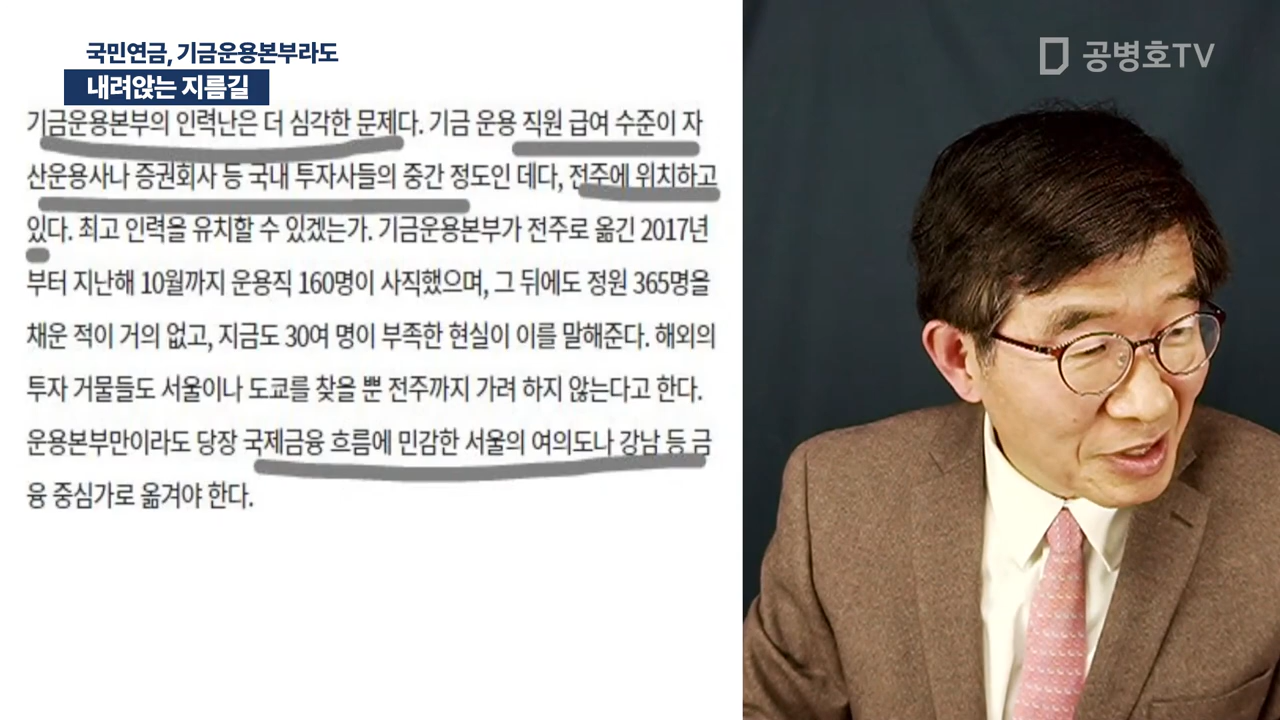 국민연금, 기금운용본부라도
내려앉는 지름길
공병호TV
기금운용본부의 인력난은 더 심각한 문제다. 기금 운용 직원 급여 수준이 자
산운용사나 증권회사 등 국내 투자사들의 중간 정도인 데다, 전주에 위치하고
있다. 최고 인력을 유치할 수 있겠는가. 기금운용본부가 전주로 옮긴 2017년
부터 지난해 10월까지 운용직 160명이 사직했으며, 그 뒤에도 정원 365명을
채운 적이 거의 없고, 지금도 30여 명이 부족한 현실이 이를 말해준다. 해외의
투자 거물들도 서울이나 도쿄를 찾을 뿐 전주까지 가려 하지 않는다고 한다.
운용본부만이라도 당장 국제금융 흐름에 민감한 서울의 여의도나 강남 등 금
융 중심가로 옮겨야 한다.